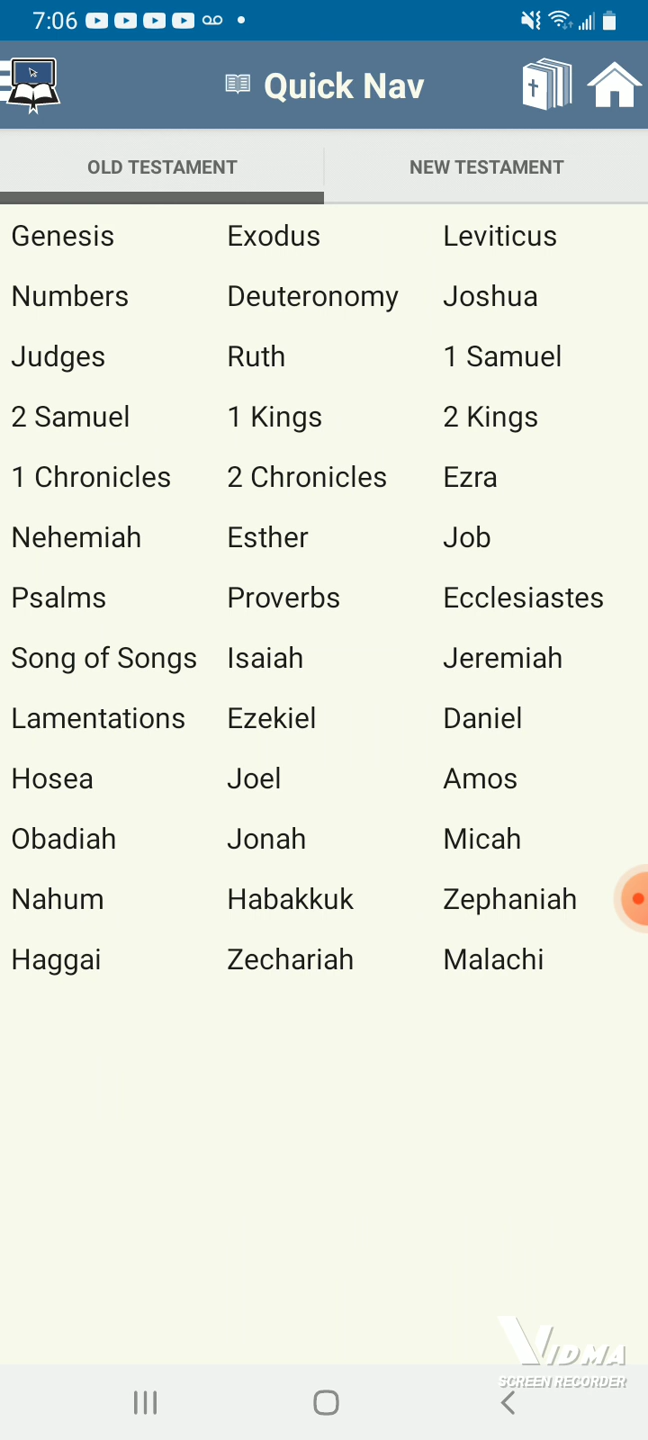 7:06
Quick Nav
OLD TESTAMENT NEW TESTAMENT
Genesis Exodus Leviticus
Numbers Deuteronomy Joshua
Judges Ruth 1 Samuel
2 Samuel 1 Kings 2 Kings
1 Chronicles 2 Chronicles Ezra
Nehemiah Esther Job
Psalms Proverbs Ecclesiastes
Song of Songs Isaiah Jeremiah
Lamentations Ezekiel Daniel
Hosea Joel Amos
Obadiah Jonah Micah
Nahum Habakkuk Zephaniah
Haggai Zechariah Malachi
VIDMA
SCREEN RECORDER